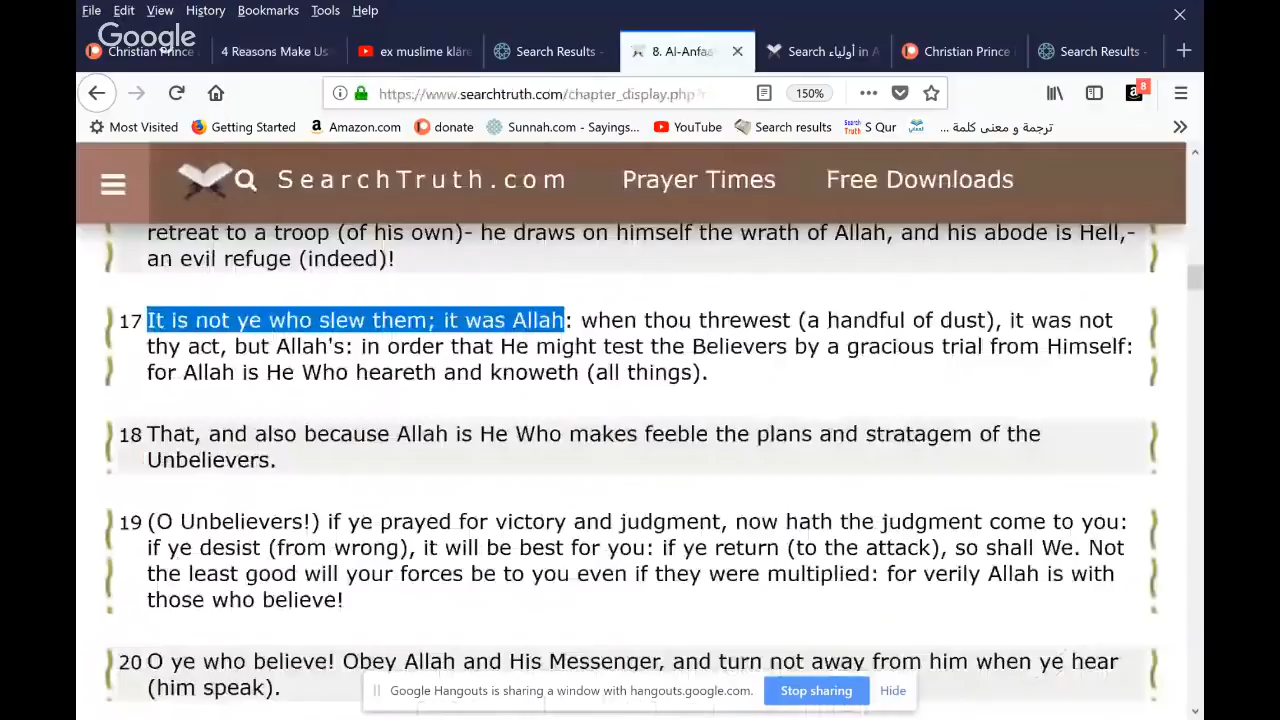 File Edit View History Bookmarks Tools Help
Google
Christian Prince 4 Reasons Make Us ex muslime kläre Search Results - 8. Al-Anfaa Search أولياء in A Christian Prince Search Results -
https://www.searchtruth.com/chapter_display.php? 150% 8
Most Visited Getting Started Amazon.com donate Sunnah.com - Sayings... YouTube Search results Search Truth S Qur ترجمة و معنى كلمة ...
SearchTruth.com Prayer Times Free Downloads
retreat to a troop (of his own)- he draws on himself the wrath of Allah, and his abode is Hell,-
an evil refuge (indeed)!
17 It is not ye who slew them; it was Allah: when thou threwest (a handful of dust), it was not
thy act, but Allah's: in order that He might test the Believers by a gracious trial from Himself:
for Allah is He Who heareth and knoweth (all things).
18 That, and also because Allah is He Who makes feeble the plans and stratagem of the
Unbelievers.
19 (O Unbelievers!) if ye prayed for victory and judgment, now hath the judgment come to you:
if ye desist (from wrong), it will be best for you: if ye return (to the attack), so shall We. Not
the least good will your forces be to you even if they were multiplied: for verily Allah is with
those who believe!
20 O ye who believe! Obey Allah and His Messenger, and turn not away from him when ye hear
(him speak).
Google Hangouts is sharing a window with hangouts.google.com. Stop sharing Hide